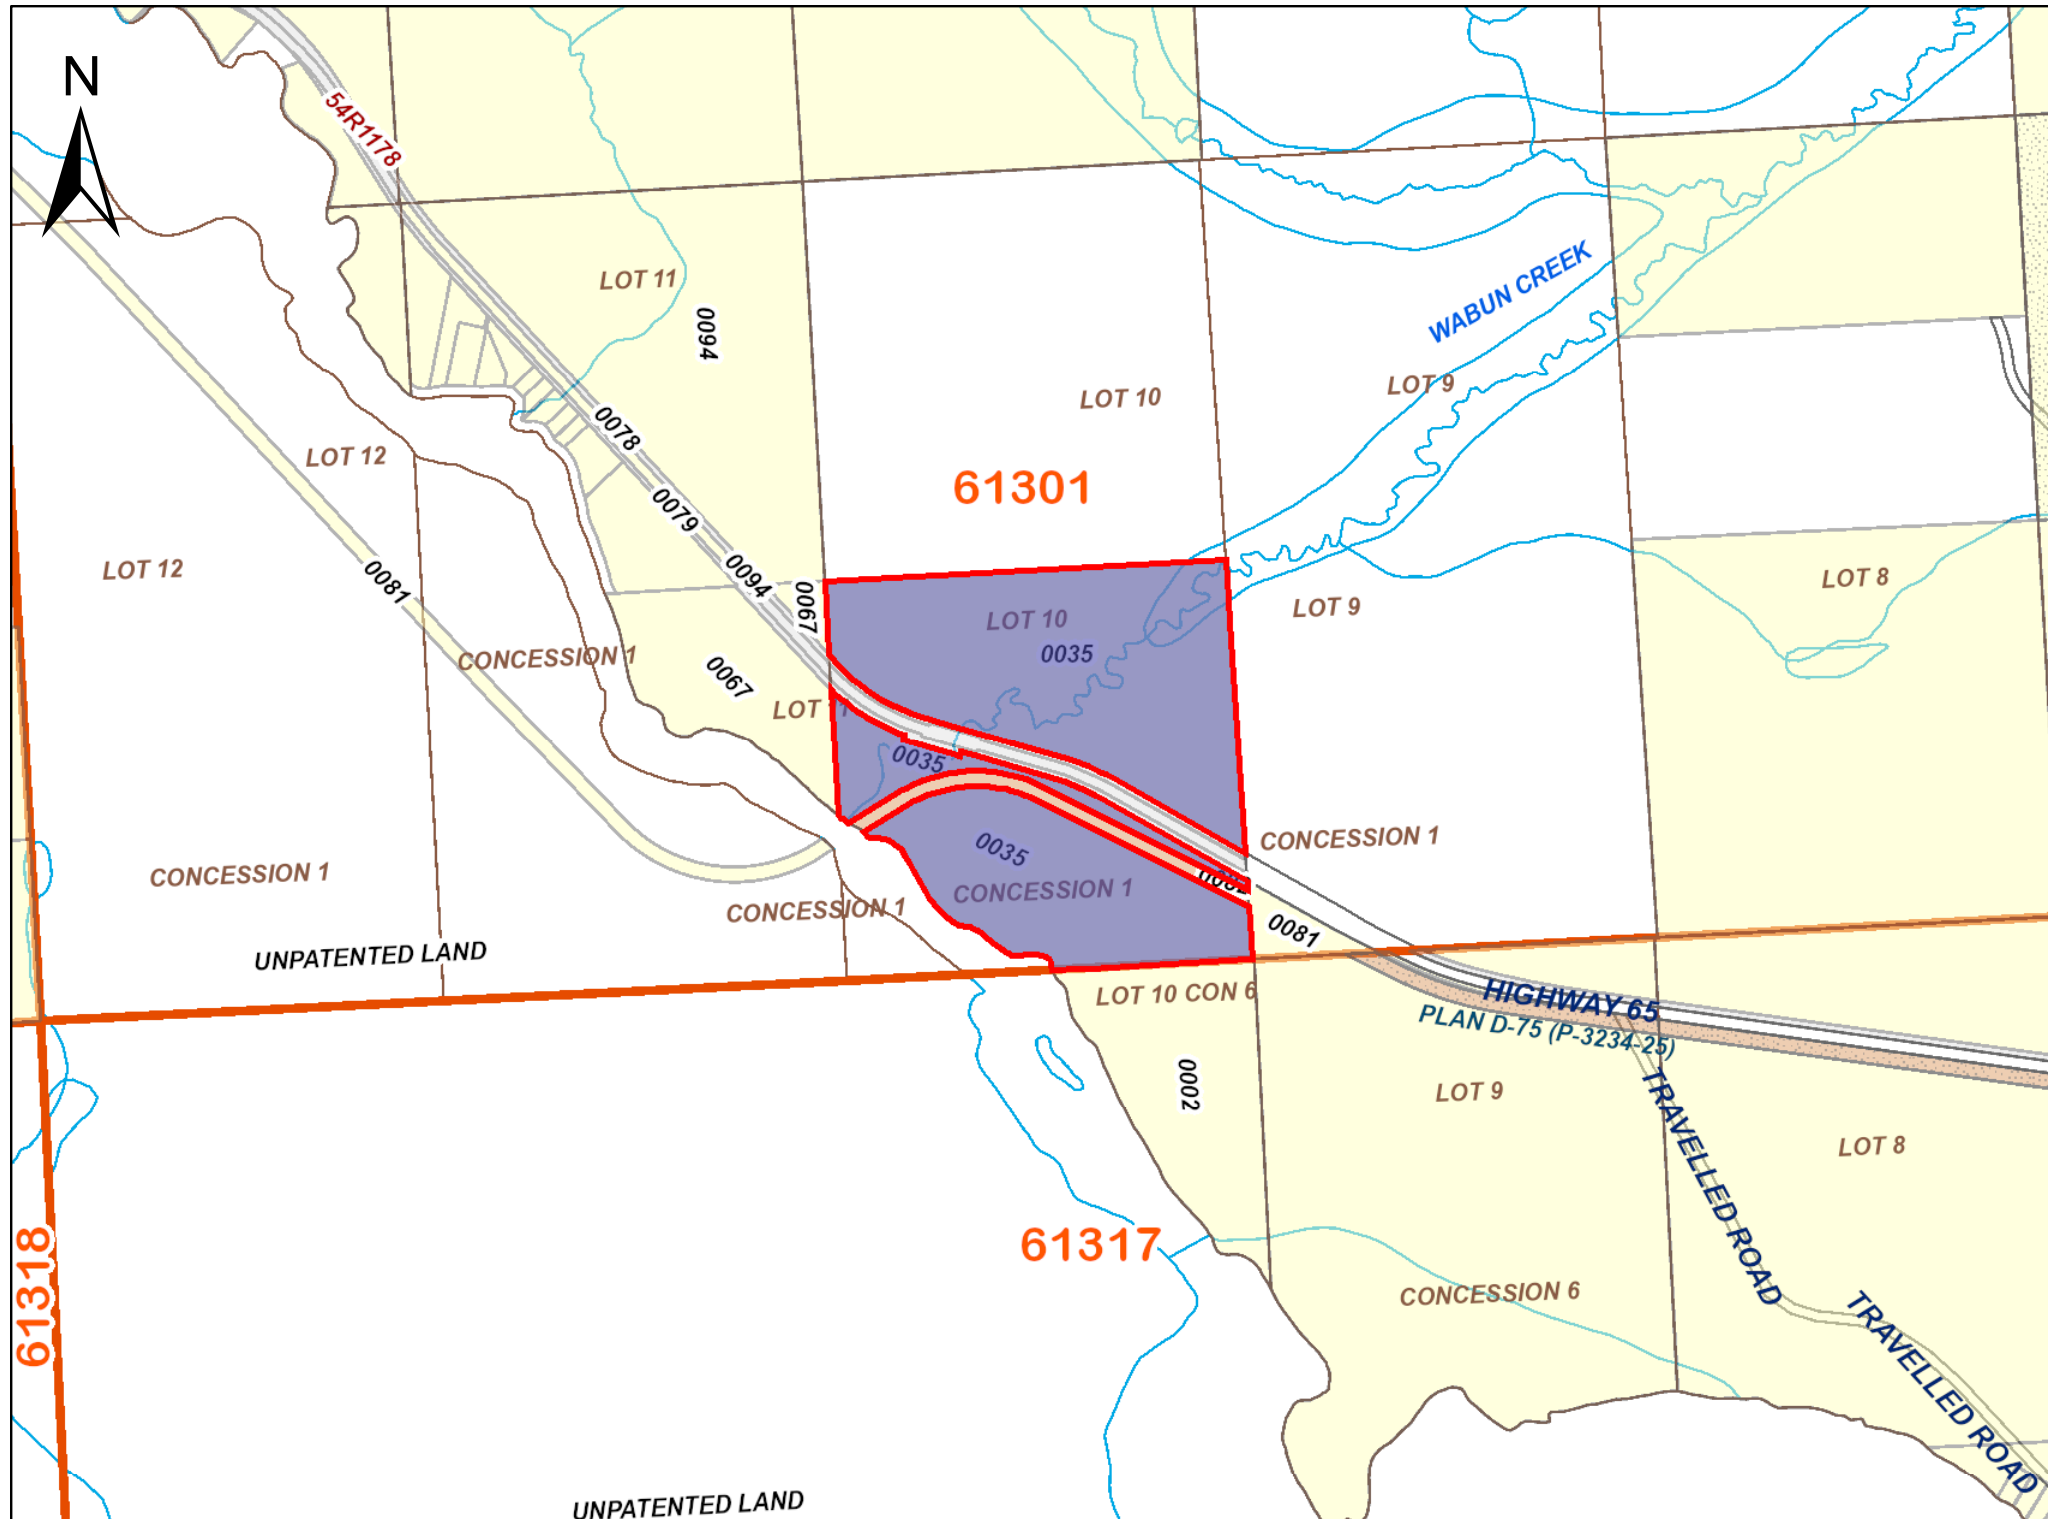 N
54R1178
LOT 11
0094
WABUN CREEK
LOT 10
LOT 9
0078
LOT 12
61301
0079
LOT 12
0081
0094
0067
LOT 8
LOT 10
LOT 9
0035
CONCESSION 1
0067
LOT
0035
CONCESSION 1
0035
CONCESSION 1
CONCESSION 1
CONCESSION 1
0081
UNPATENTED LAND
LOT 10 CON 6
HIGHWAY 65
PLAN D-75 (P-3234-25)
0002
LOT 9
TRAVELLED ROAD
LOT 8
61317
61318
CONCESSION 6
TRAVELLED ROAD
UNPATENTED LAND